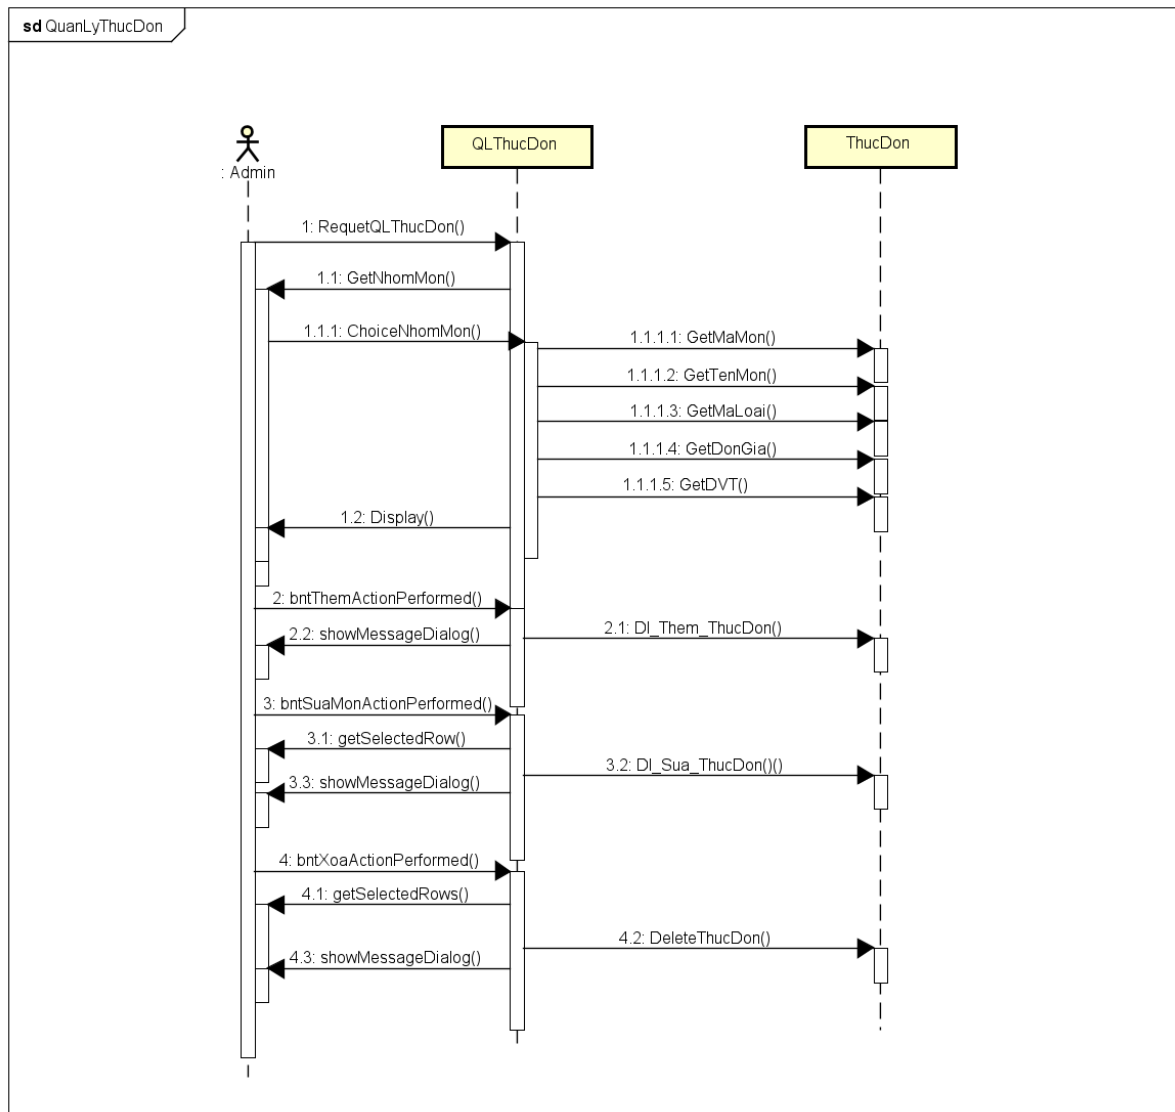 sd QuanLyThucDon
: Admin
QLThucDon
ThucDon
1: RequetQLThucDon()
1.1: GetNhomMon()
1.1.1: ChoiceNhomMon()
1.1.1.1: GetMaMon()
1.1.1.2: GetTenMon()
1.1.1.3: GetMaLoai()
1.1.1.4: GetDonGia()
1.1.1.5: GetDVT()
1.2: Display()
2: bntThemActionPerformed()
2.1: DI_Them_ThucDon()
2.2: showMessageDialog()
3: bntSuaMonActionPerformed()
3.1: getSelectedRow()
3.2: DI_Sua_ThucDon()()
3.3: showMessageDialog()
4: bntXoaActionPerformed()
4.1: getSelectedRows()
4.2: DeleteThucDon()
4.3: showMessageDialog()